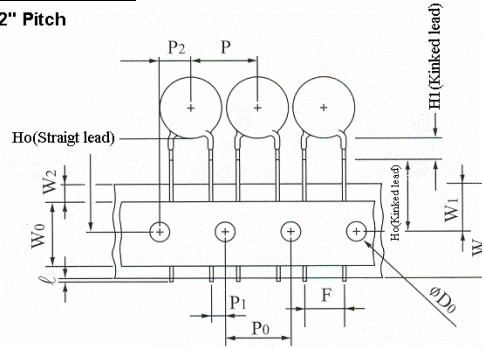 2" Pitch
P2
P
H1(Kinked lead)
Ho(Straigt lead)
W2
Ho(Kinked lead)
W1
W0
W
ℓ
P1
F
øD0
P0